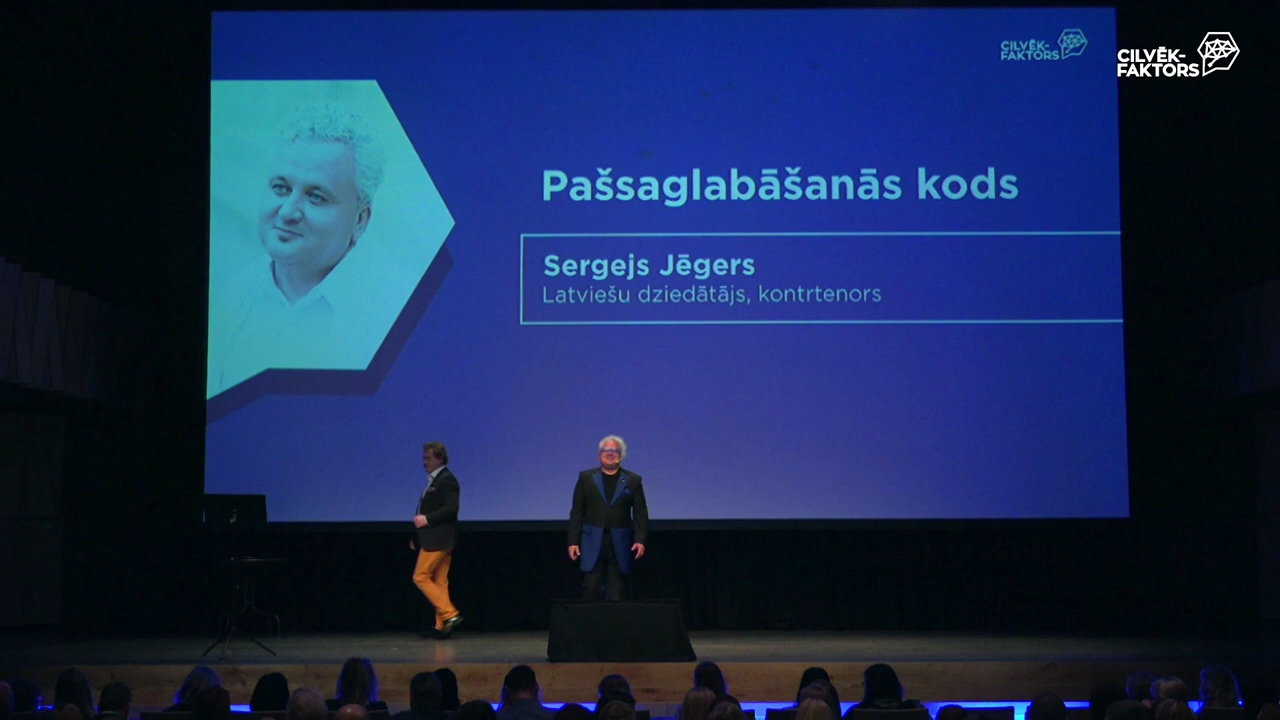 CILVĒK-
FAKTORS
CILVĒK-
FAKTORS
Pašsaglabāšanās kods
Sergejs Jēgers
Latviešu dziedātājs, kontrtenors